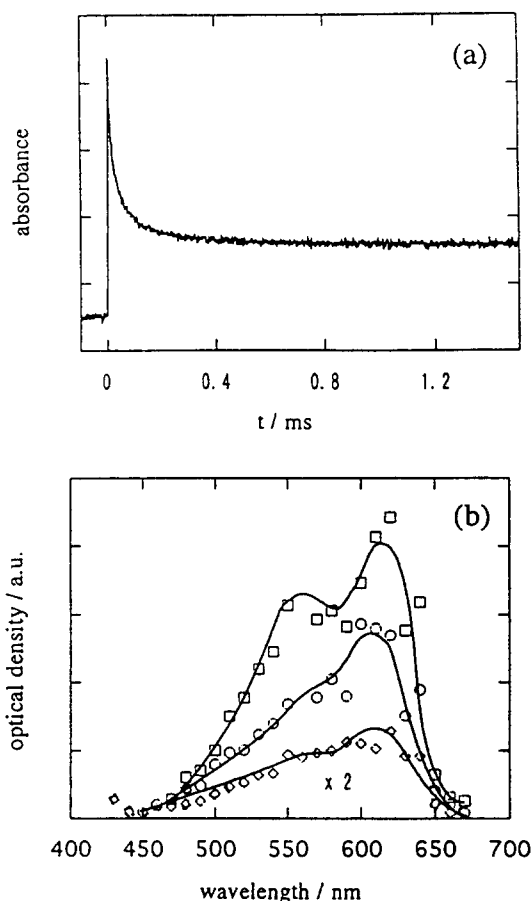 (a)
absorbance
0 0.4 0.8 1.2
t / ms
(b)
optical density / a.u.
x 2
400 450 500 550 600 650 700
wavelength / nm